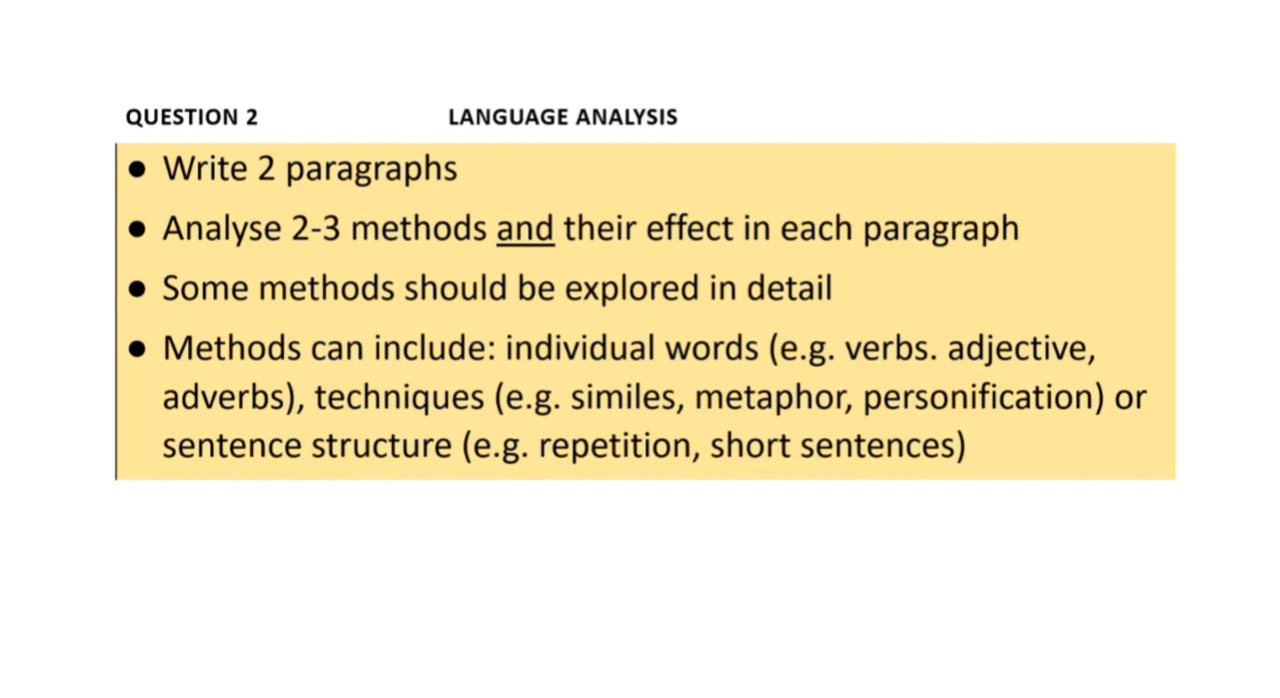 QUESTION 2 LANGUAGE ANALYSIS
● Write 2 paragraphs
● Analyse 2-3 methods and their effect in each paragraph
● Some methods should be explored in detail
● Methods can include: individual words (e.g. verbs. adjective,
adverbs), techniques (e.g. similes, metaphor, personification) or
sentence structure (e.g. repetition, short sentences)